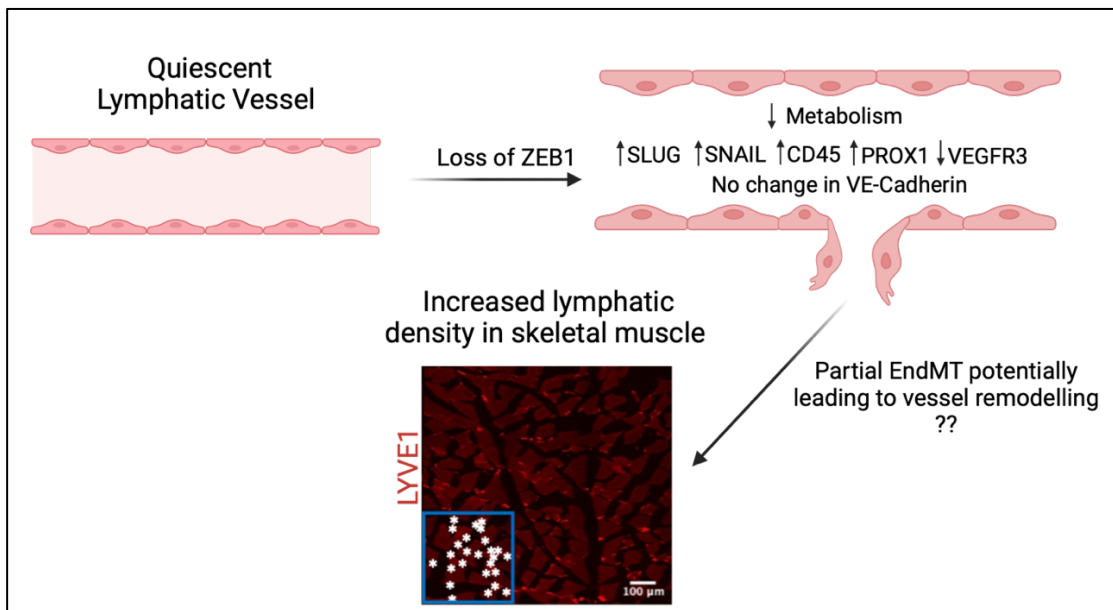 Quiescent
Lymphatic Vessel
Loss of ZEB1
↓ Metabolism
↑SLUG ↑SNAIL ↑CD45 ↑PROX1 ↓VEGFR3
No change in VE-Cadherin
Increased lymphatic
density in skeletal muscle
Partial EndMT potentially
leading to vessel remodelling
??
LYVE1
100 μm